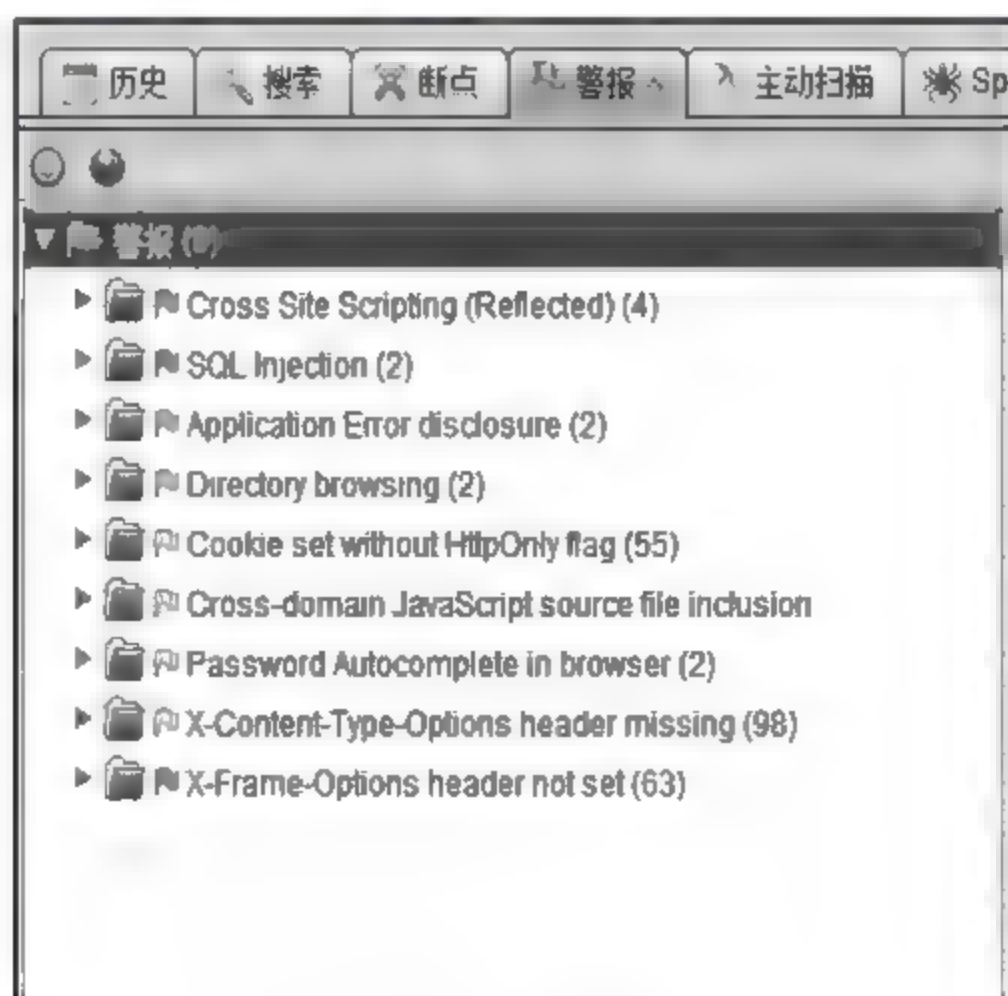 历史 搜索 断点 警报 主动扫描 Sp
警报 (9)
Cross Site Scripting (Reflected) (4)
SQL Injection (2)
Application Error disclosure (2)
Directory browsing (2)
Cookie set without HttpOnly flag (55)
Cross-domain JavaScript source file inclusion
Password Autocomplete in browser (2)
X-Content-Type-Options header missing (98)
X-Frame-Options header not set (63)